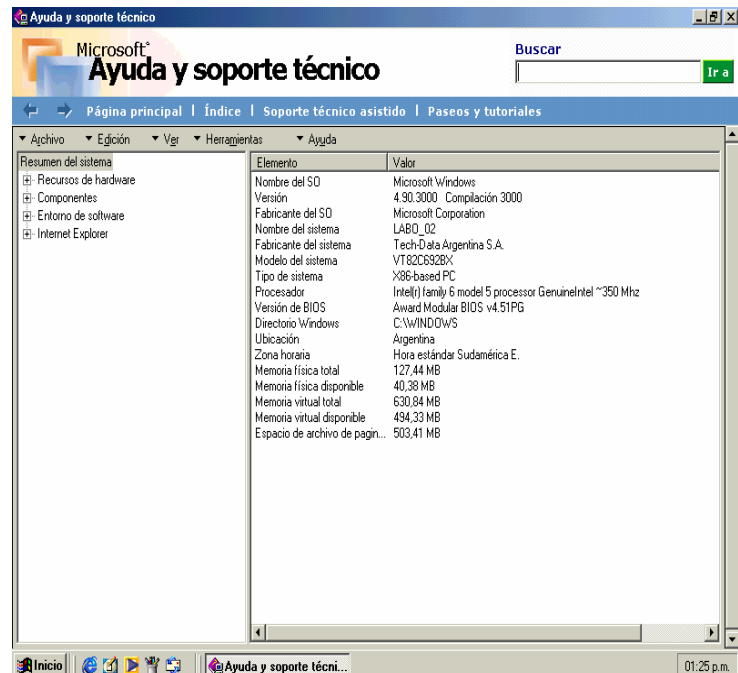 Ayuda y soporte técnico
Microsoft
Ayuda y soporte técnico
Buscar
Ir a
Página principal | Índice | Soporte técnico asistido | Paseos y tutoriales
Archivo Edición Ver Herramientas Ayuda
Resumen del sistema
Recursos de hardware
Componentes
Entorno de software
Internet Explorer
Elemento Valor
Nombre del SO Microsoft Windows
Versión 4.90.3000 Compilación 3000
Fabricante del SO Microsoft Corporation
Nombre del sistema LABO_02
Fabricante del sistema Tech-Data Argentina S.A.
Modelo del sistema VT82C692BX
Tipo de sistema X86-based PC
Procesador Intel(r) family 6 model 5 processor GenuineIntel ~350 Mhz
Versión de BIOS Award Modular BIOS v4.51PG
Directorio Windows C:\WINDOWS
Ubicación Argentina
Zona horaria Hora estándar Sudamérica E.
Memoria física total 127,44 MB
Memoria física disponible 40,38 MB
Memoria virtual total 630,84 MB
Memoria virtual disponible 494,33 MB
Espacio de archivo de pagin... 503,41 MB
Inicio Ayuda y soporte técni... 01:25 p.m.